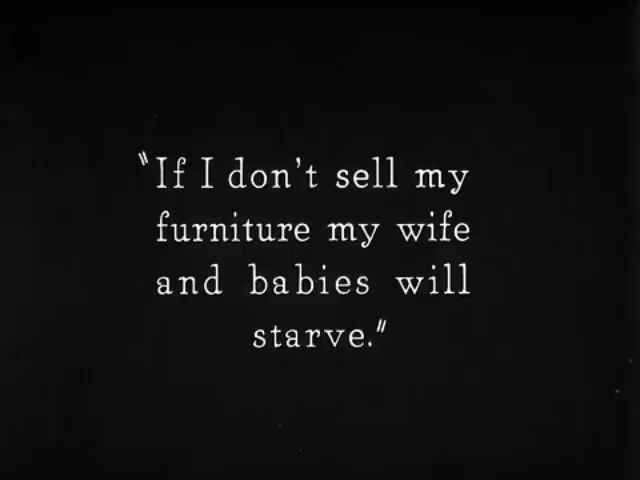 "If I don't sell my
furniture my wife
and babies will
starve."